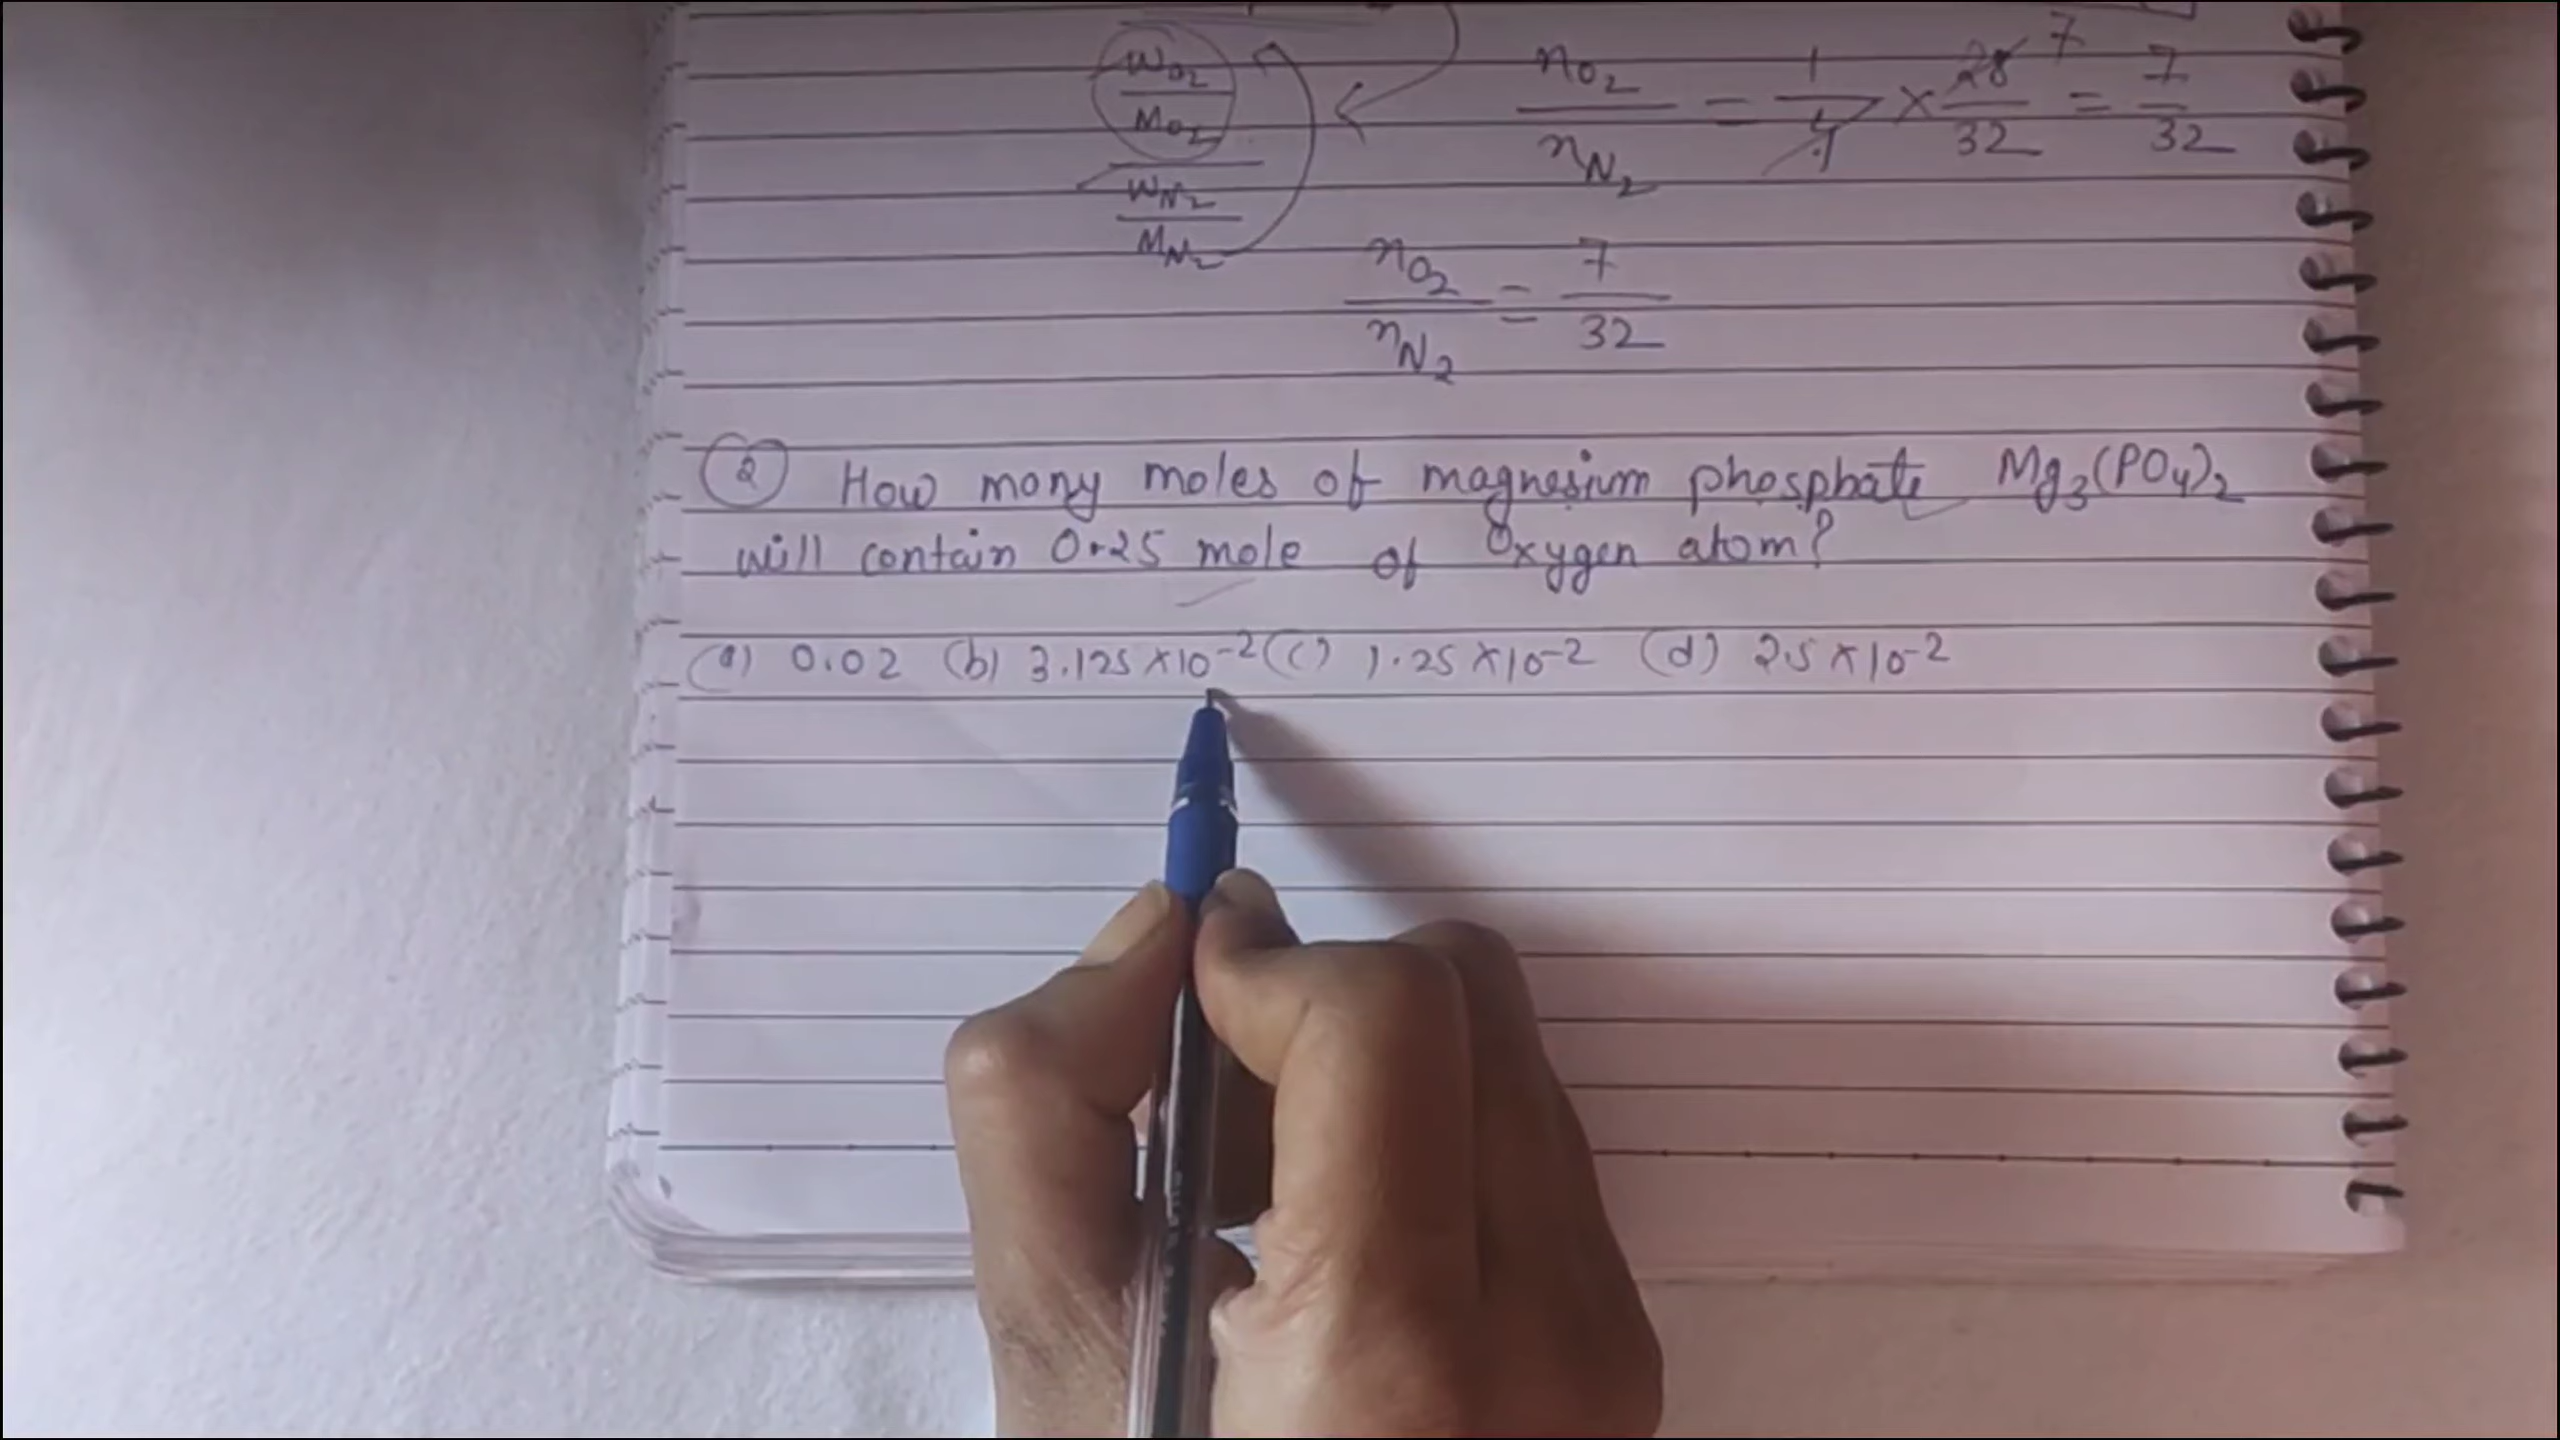 wO₂
MO₂
wN₂
MN₂
nO₂ / nN₂ = 1/4 × 28/32 = 7/32
7
nO₂ / nN₂ = 7/32
② How many moles of magnesium phosphate Mg₃(PO₄)₂
will contain 0.25 mole of Oxygen atom?
(a) 0.02 (b) 3.125 × 10⁻² (c) 1.25 × 10⁻² (d) 2.5 × 10⁻²